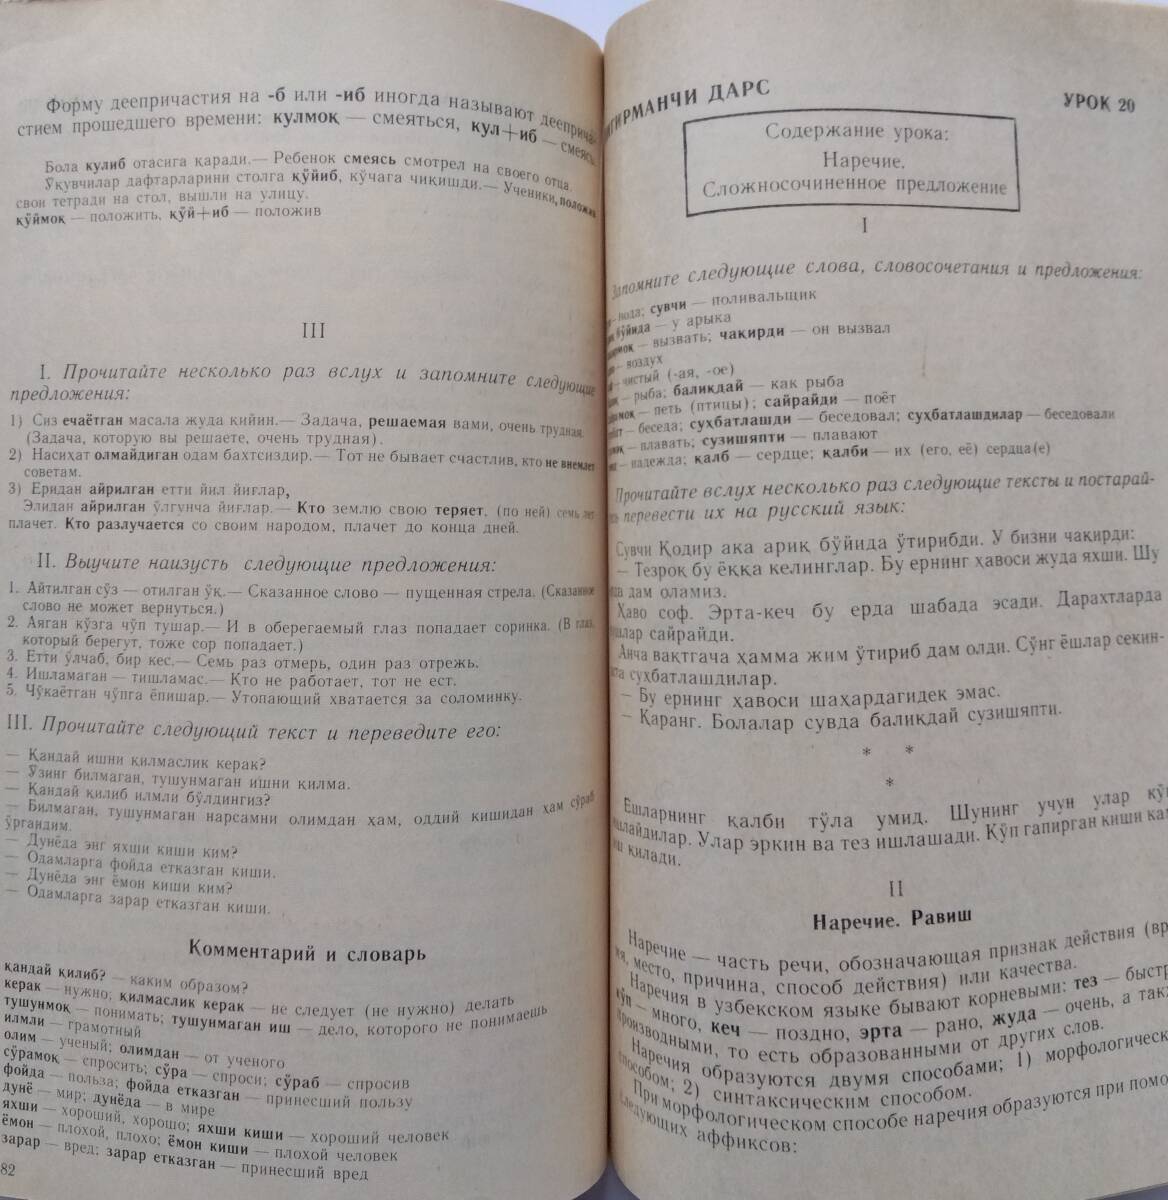 Форму деепричастия на -б или -иб иногда называют дееприча-
стием прошедшего времени: кулмоқ — смеяться, кул+иб — смеясь
Бола кулиб отасига қаради.— Ребенок смеясь смотрел на своего отца.
Ўқувчилар дафтарларини столга қўйиб, кўчага чиқишди.— Ученики, положив
свои тетради на стол, вышли на улицу.
қўймоқ — положить, қўй+иб — положив
III
I. Прочитайте несколько раз вслух и запомните следующие
предложения:
1) Сиз ечаётган масала жуда қийин.— Задача, решаемая вами, очень трудная.
(Задача, которую вы решаете, очень трудная).
2) Насиҳат олмайдиган одам бахтсиздир.— Тот не бывает счастлив, кто не внемлет
советам.
3) Еридан айрилган етти йил йиғлар,
Элидан айрилган ўлгунча йиғлар.— Кто землю свою теряет, (по ней) семь лет
плачет. Кто разлучается со своим народом, плачет до конца дней.
II. Выучите наизусть следующие предложения:
1. Айтилган сўз — отилган ўқ.— Сказанное слово — пущенная стрела. (Сказанное
слово не может вернуться.)
2. Аяган кўзга чўп тушар.— И в оберегаемый глаз попадает соринка. (В глаз,
который берегут, тоже сор попадает.)
3. Етти ўлчаб, бир кес.— Семь раз отмерь, один раз отрежь.
4. Ишламаган — тишламас.— Кто не работает, тот не ест.
5. Чўкаётган чўпга ёпишар.— Утопающий хватается за соломинку.
III. Прочитайте следующий текст и переведите его:
— Қандай ишни қилмаслик керак?
— Ўзинг билмаган, тушунмаган ишни қилма.
— Қандай қилиб илмли бўлдингиз?
— Билмаган, тушунмаган нарсамни олимдан ҳам, оддий кишидан ҳам сўраб
ўргандим.
— Дунёда энг яхши киши ким?
— Одамларга фойда етказган киши.
— Дунёда энг ёмон киши ким?
— Одамларга зарар етказган киши.
Комментарий и словарь
қандай қилиб? — каким образом?
керак — нужно; қилмаслик керак — не следует (не нужно) делать
тушунмоқ — понимать; тушунмаган иш — дело, которого не понимаешь
илмли — грамотный
олим — ученый; олимдан — от ученого
сўрамоқ — спросить; сўра — спроси; сўраб — спросив
фойда — польза; фойда етказган — принесший пользу
дунё — мир; дунёда — в мире
яхши — хороший, хорошо; яхши киши — хороший человек
ёмон — плохой, плохо; ёмон киши — плохой человек
зарар — вред; зарар етказган — принесший вред
82
ДАРС
УРОК 20
Содержание урока:
Наречие.
Сложносочиненное предложение
I
Запомните следующие слова, словосочетания и предложения:
— вода; сувчи — поливальщик
бўйида — у арыка
— вызвать; чақирди — он вызвал
— воздух
— чистый (-ая, -ое)
— рыба; балиқдай — как рыба
— петь (птицы); сайрайди — поёт
— беседа; суҳбатлашди — беседовал; суҳбатлашдилар — беседовали
— плавать; сузишяпти — плавают
— надежда; қалб — сердце; қалби — их (его, её) сердца(е)
Прочитайте вслух несколько раз следующие тексты и постарай-
перевести их на русский язык:
Сувчи Қодир ака ариқ бўйида ўтирибди. У бизни чақирди:
— Тезроқ бу ёққа келинглар. Бу ернинг ҳавоси жуда яхши. Шу
дам оламиз.
Ҳаво соф. Эрта-кеч бу ерда шабада эсади. Дарахтларда
сайрайди.
Анча вақтгача ҳамма жим ўтириб дам олди. Сўнг ёшлар секин-
суҳбатлашдилар.
— Бу ернинг ҳавоси шаҳардагидек эмас.
— Қаранг. Болалар сувда балиқдай сузишяпти.
* *
*
Ёшларнинг қалби тўла умид. Шунинг учун улар кўп
Улар эркин ва тез ишлашади. Кўп гапирган киши кам
қилади.
II
Наречие. Равиш
Наречие — часть речи, обозначающая признак действия (вре-
место, причина, способ действия) или качества.
Наречия в узбекском языке бывают корневыми: тез — быстро,
кўп — много, кеч — поздно, эрта — рано, жуда — очень, а также
производными, то есть образованными от других слов.
Наречия образуются двумя способами; 1) морфологическим
способом; 2) синтаксическим способом.
При морфологическом способе наречия образуются при помощи
следующих аффиксов: